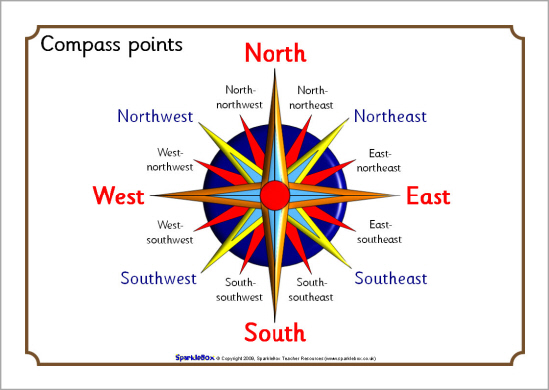 Compass points
North
North-
northwest
North-
northeast
Northwest
Northeast
West-
northwest
East-
northeast
West
East
West-
southwest
East-
southeast
Southwest
Southeast
South-
southwest
South-
southeast
South
SparkleBox © Copyright 2008, SparkleBox Teacher Resources (www.sparklebox.co.uk)